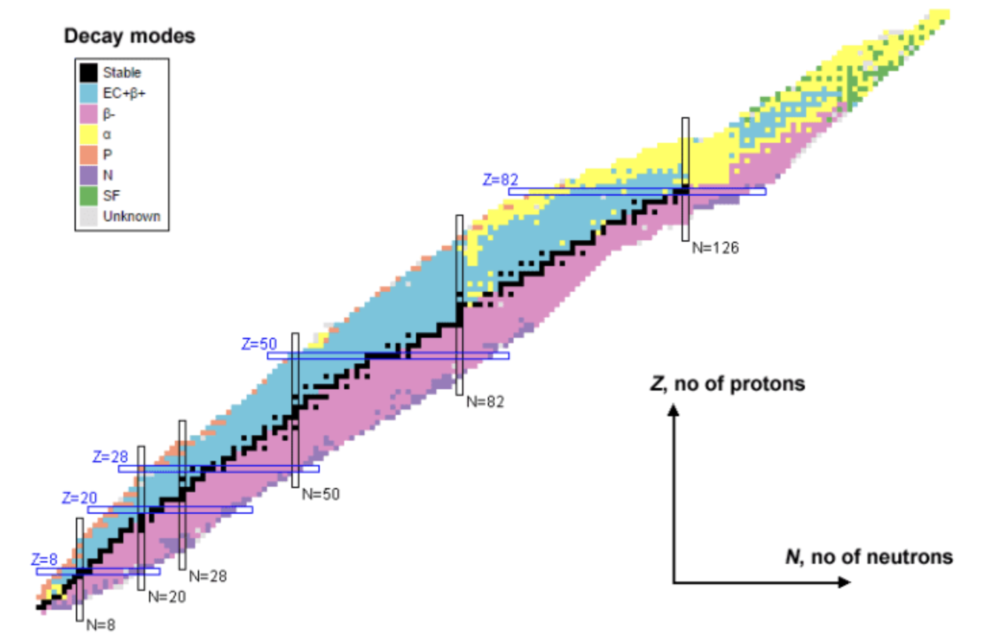 Decay modes
Stable
EC+β+
β-
α
P
N
SF
Unknown
Z=82
N=126
Z=50
N=82
Z, no of protons
Z=28
N=50
Z=20
N, no of neutrons
Z=8
N=28
N=20
N=8